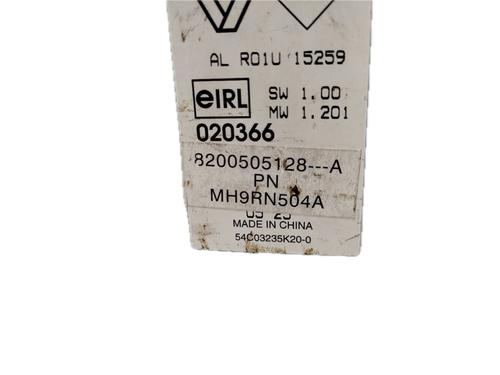 AL R01U 15259
eIRL
SW 1.00
MW 1.201
020366
8200505128---A
PN
MH9RN504A
MADE IN CHINA
54C03235K20-0